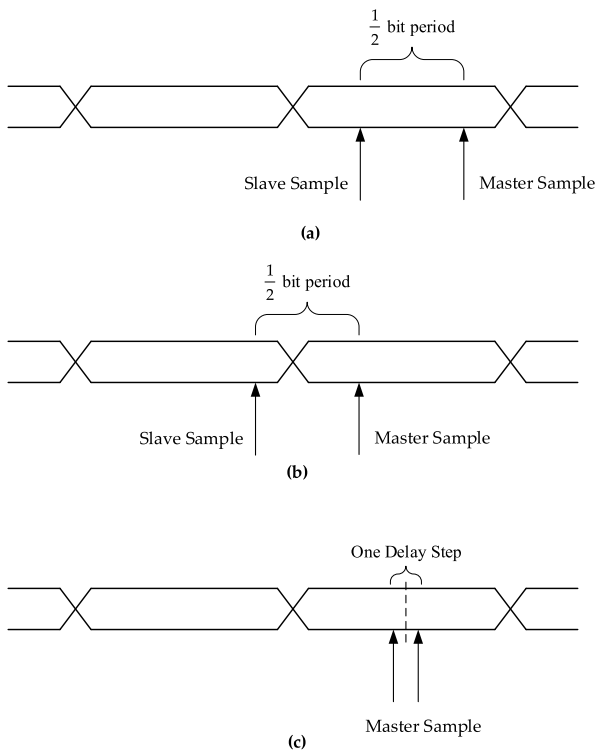 1/2 bit period
Slave Sample Master Sample
(a)
1/2 bit period
Slave Sample Master Sample
(b)
One Delay Step
Master Sample
(c)